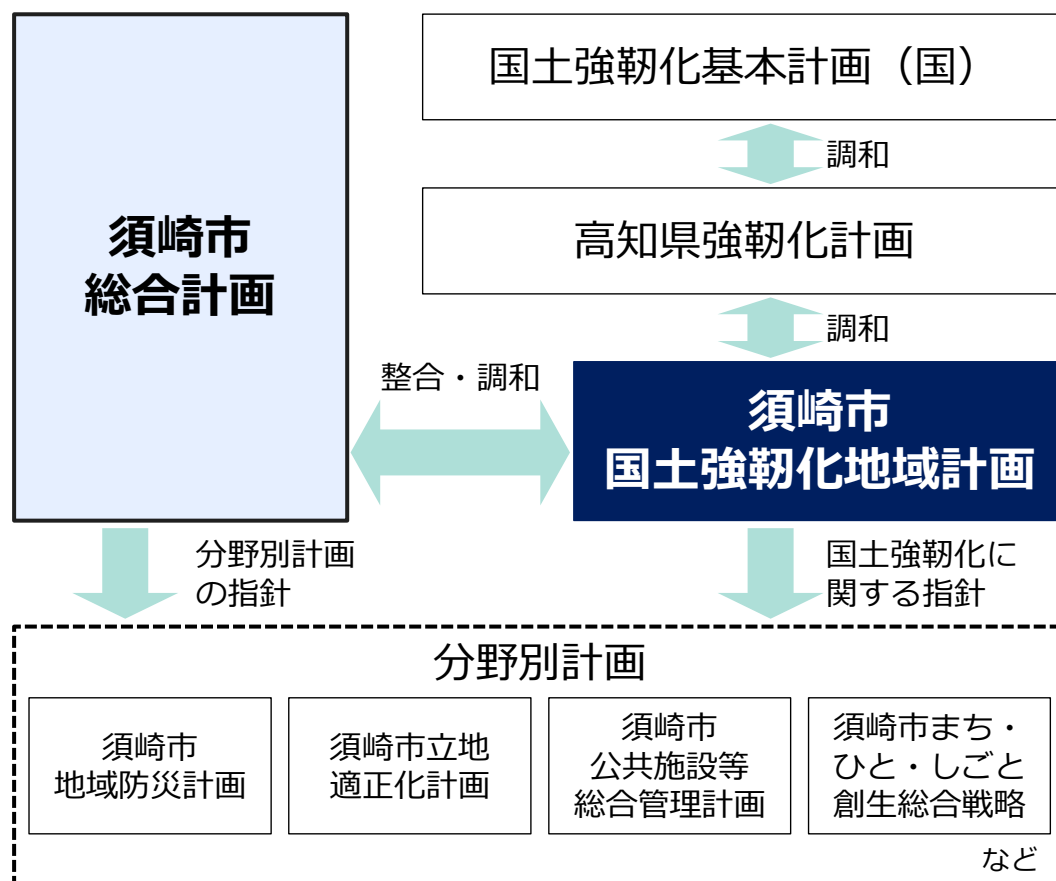 須崎市
総合計画
国土強靭化基本計画（国）
調和
高知県強靭化計画
調和
整合・調和
須崎市
国土強靭化地域計画
分野別計画
の指針
国土強靭化に
関する指針
分野別計画
須崎市
地域防災計画
須崎市立地
適正化計画
須崎市
公共施設等
総合管理計画
須崎市まち・
ひと・しごと
創生総合戦略
など